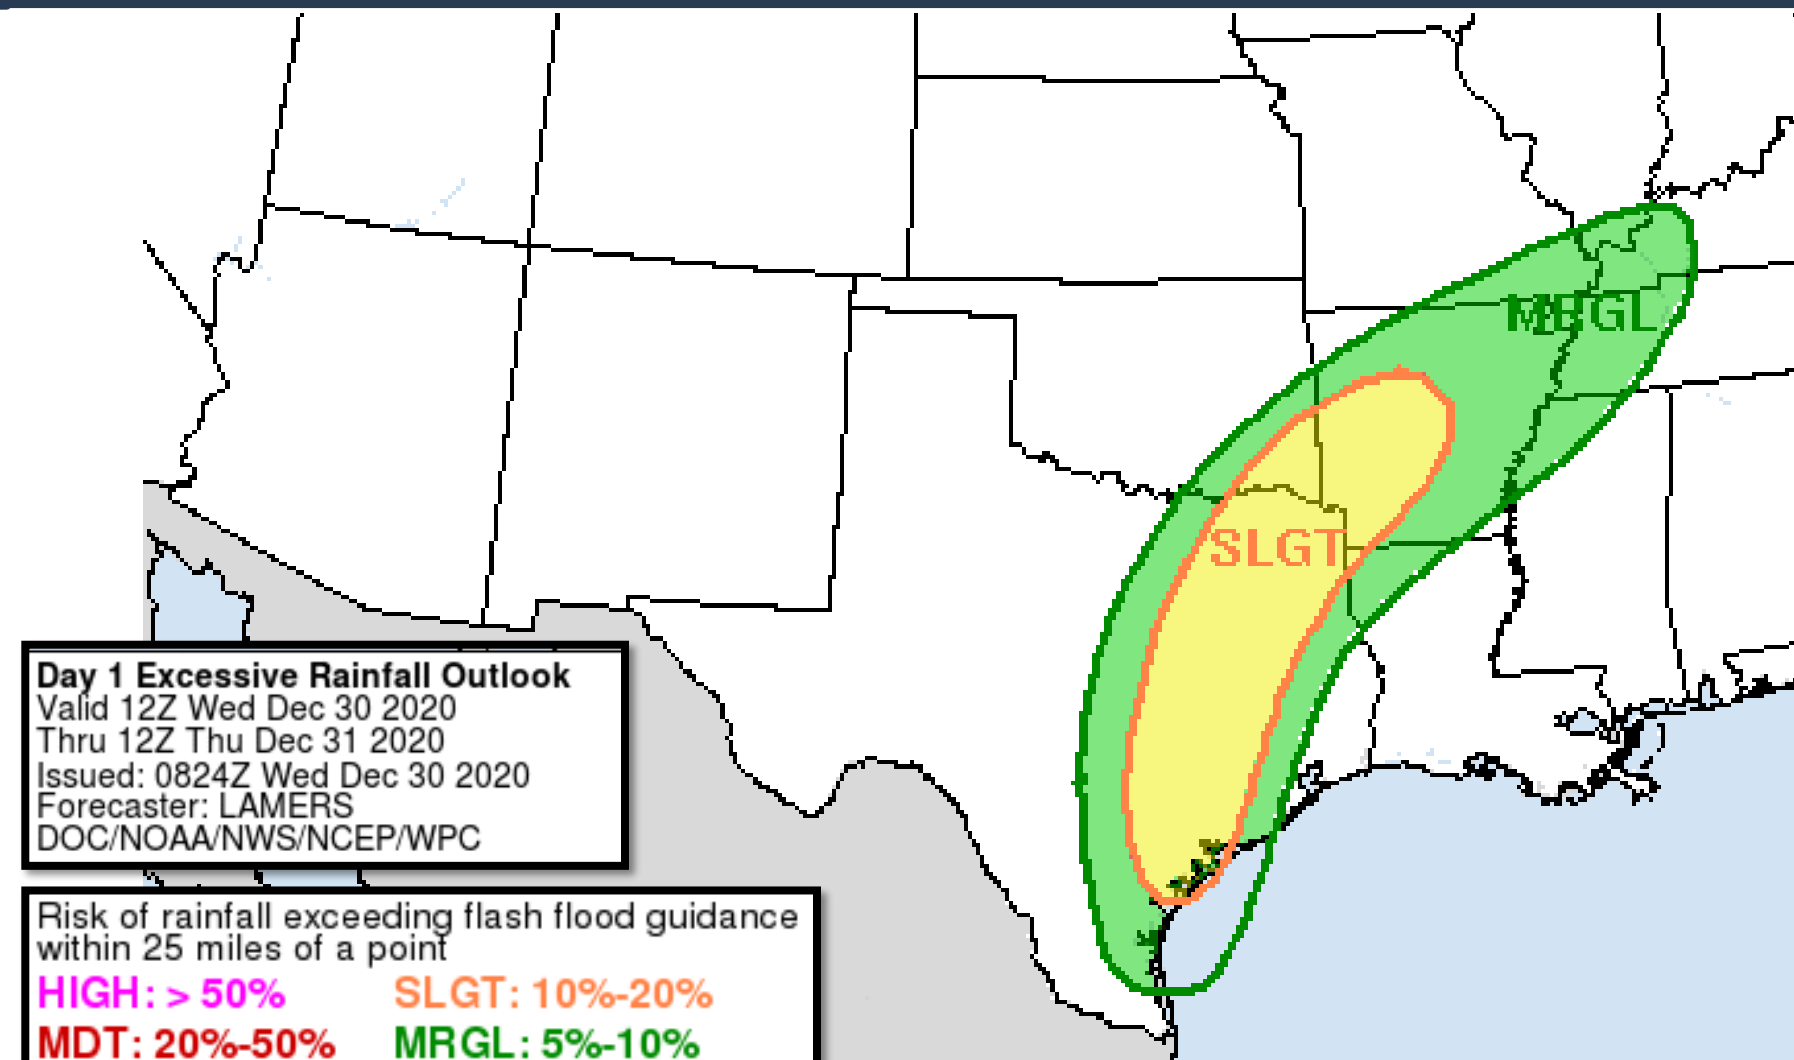 MRGL
SLGT
Day 1 Excessive Rainfall Outlook
Valid 12Z Wed Dec 30 2020
Thru 12Z Thu Dec 31 2020
Issued: 0824Z Wed Dec 30 2020
Forecaster: LAMERS
DOC/NOAA/NWS/NCEP/WPC
Risk of rainfall exceeding flash flood guidance
within 25 miles of a point
HIGH: > 50% SLGT: 10%-20%
MDT: 20%-50% MRGL: 5%-10%